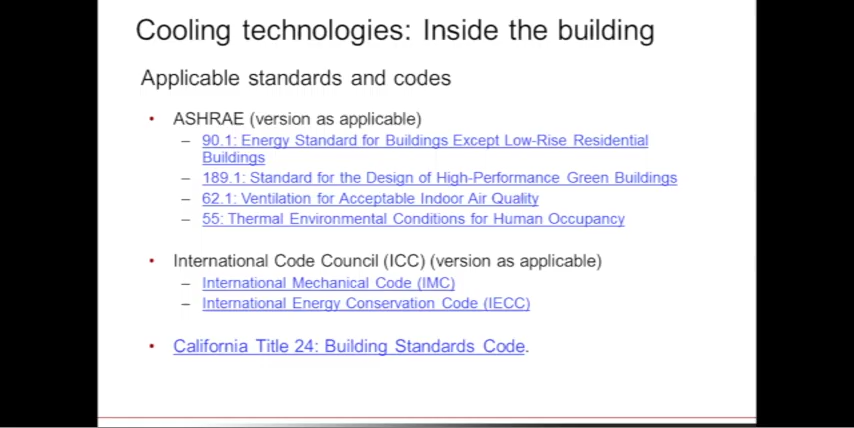 Cooling technologies: Inside the building
Applicable standards and codes
• ASHRAE (version as applicable)
– 90.1: Energy Standard for Buildings Except Low-Rise Residential
Buildings
– 189.1: Standard for the Design of High-Performance Green Buildings
– 62.1: Ventilation for Acceptable Indoor Air Quality
– 55: Thermal Environmental Conditions for Human Occupancy
• International Code Council (ICC) (version as applicable)
– International Mechanical Code (IMC)
– International Energy Conservation Code (IECC)
• California Title 24: Building Standards Code.